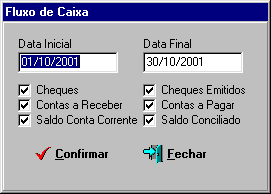 Fluxo de Caixa
Data Inicial Data Final
01/10/2001 30/10/2001
Cheques Cheques Emitidos
Contas a Receber Contas a Pagar
Saldo Conta Corrente Saldo Conciliado
Confirmar Fechar